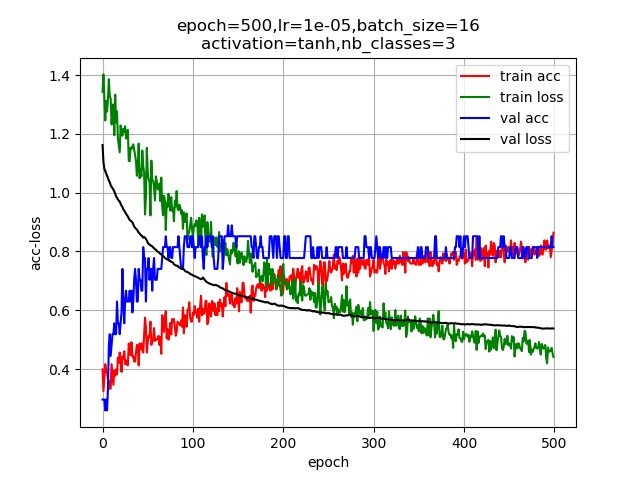 epoch=500,lr=1e-05,batch_size=16
activation=tanh,nb_classes=3
train acc
train loss
val acc
val loss
1.4
1.2
1.0
0.8
0.6
0.4
acc-loss
0 100 200 300 400 500
epoch